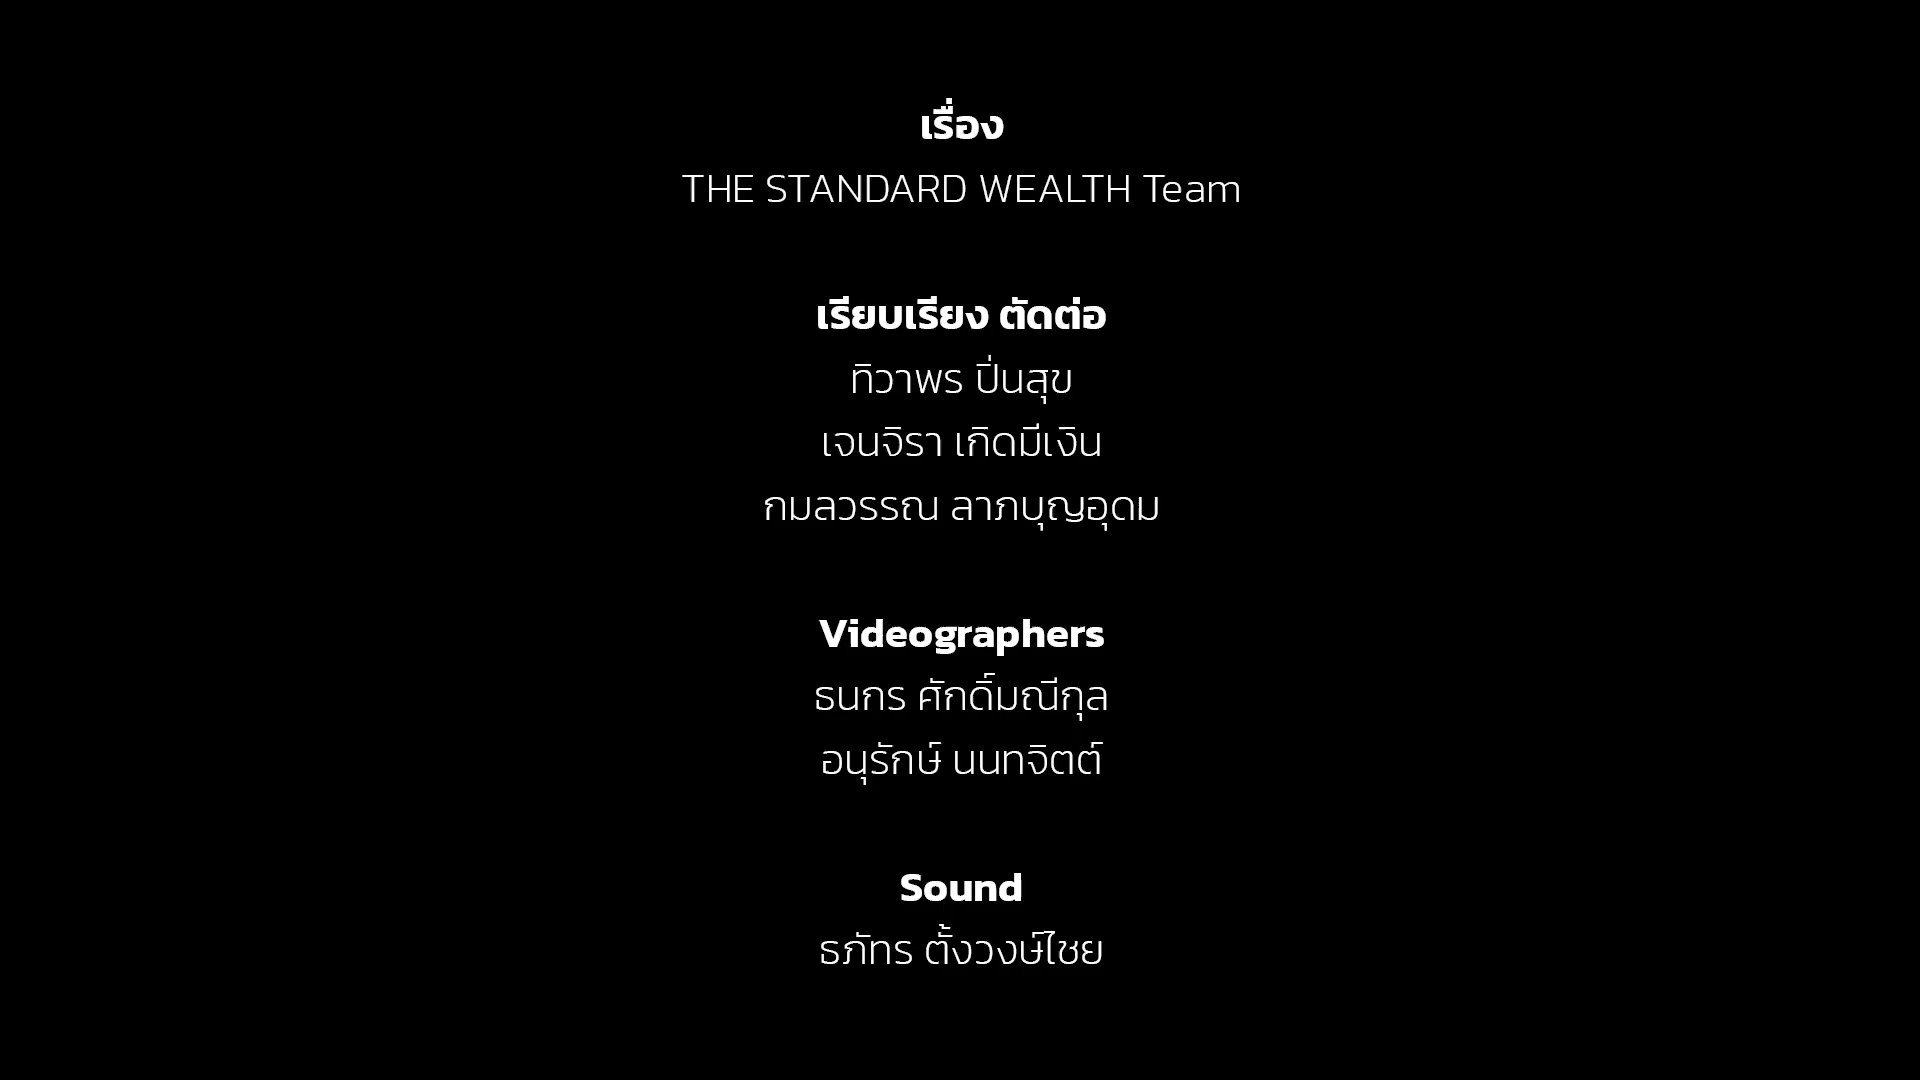 เรื่อง
THE STANDARD WEALTH Team
เรียบเรียง ตัดต่อ
ทิวาพร ปิ่นสุข
เจนจิรา เกิดมีเงิน
กมลวรรณ ลาภบุญอุดม
Videographers
ธนกร ศักดิ์มณีกุล
อนุรักษ์ นนทจิตต์
Sound
ธภัทร ตั้งวงษ์ไชย